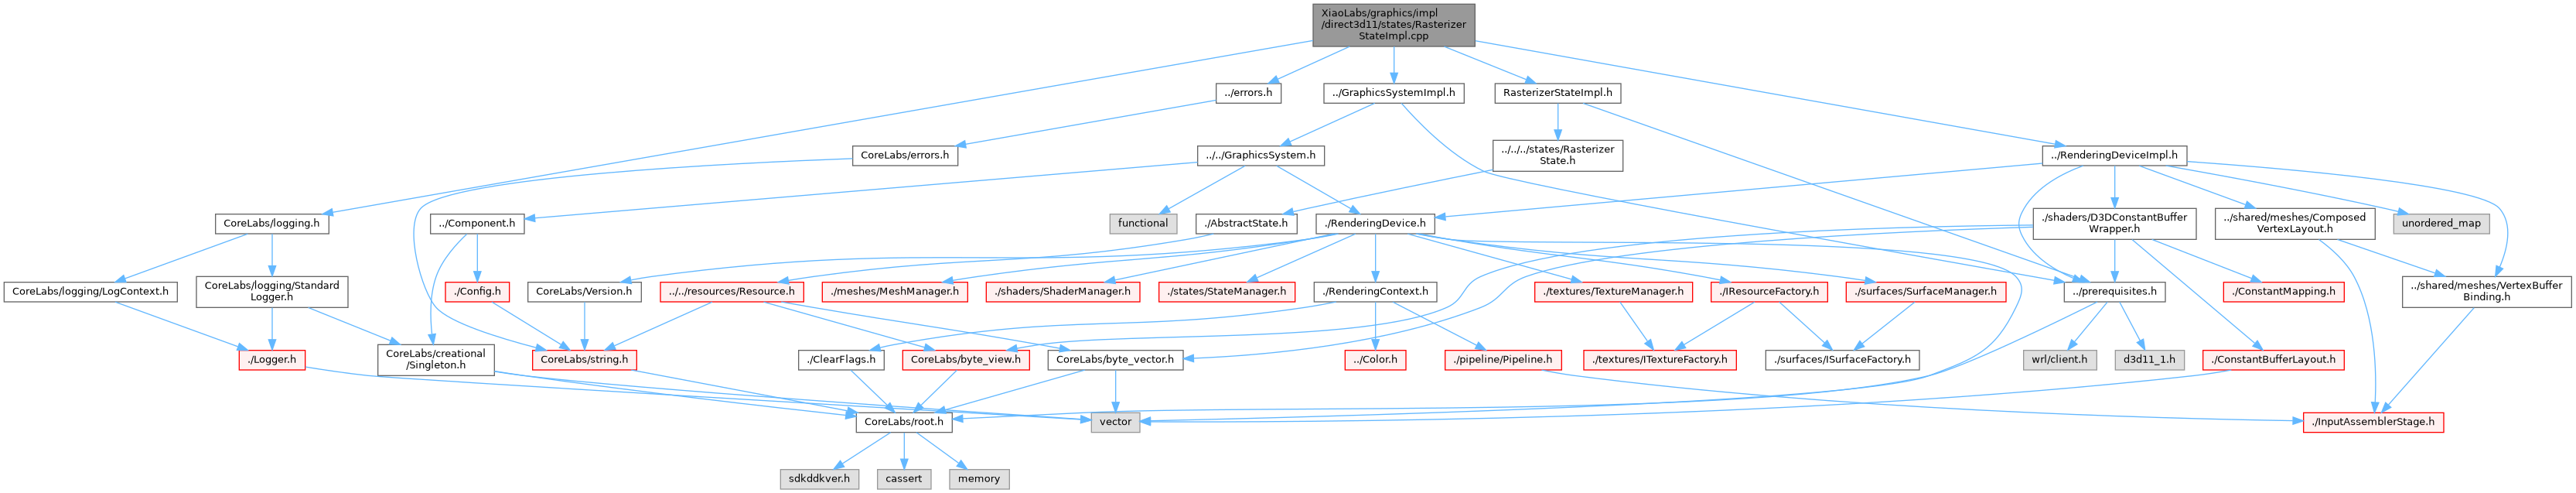 XiaoLabs/graphics/impl
/direct3d11/states/Rasterizer
StateImpl.cpp
../errors.h
../GraphicsSystemImpl.h
RasterizerStateImpl.h
CoreLabs/errors.h
../../GraphicsSystem.h
../../../states/Rasterizer
State.h
../RenderingDeviceImpl.h
CoreLabs/logging.h
../Component.h
functional
./AbstractState.h
./RenderingDevice.h
./shaders/D3DConstantBuffer
Wrapper.h
../shared/meshes/Composed
VertexLayout.h
unordered_map
CoreLabs/logging/LogContext.h
CoreLabs/logging/Standard
Logger.h
./Config.h
CoreLabs/Version.h
../../resources/Resource.h
./meshes/MeshManager.h
./shaders/ShaderManager.h
./states/StateManager.h
./RenderingContext.h
./textures/TextureManager.h
./IResourceFactory.h
./surfaces/SurfaceManager.h
../prerequisites.h
./ConstantMapping.h
../shared/meshes/VertexBuffer
Binding.h
./Logger.h
CoreLabs/creational
/Singleton.h
CoreLabs/string.h
./ClearFlags.h
CoreLabs/byte_view.h
CoreLabs/byte_vector.h
../Color.h
./pipeline/Pipeline.h
./textures/ITextureFactory.h
./surfaces/ISurfaceFactory.h
wrl/client.h
d3d11_1.h
./ConstantBufferLayout.h
CoreLabs/root.h
vector
./InputAssemblerStage.h
sdkddkver.h
cassert
memory